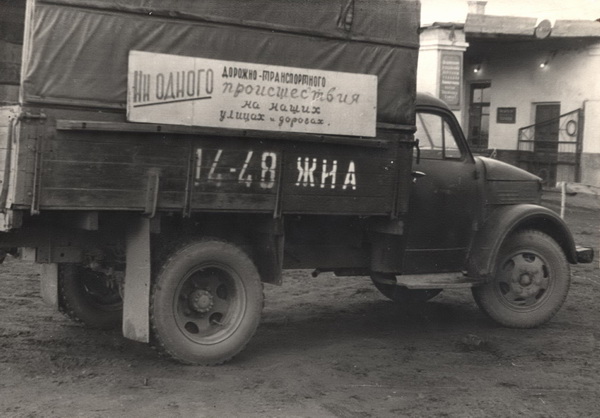 Ни одного
дорожно-транспортного
происшествия
на наших
улицах и дорогах.
14-48 ЖНА